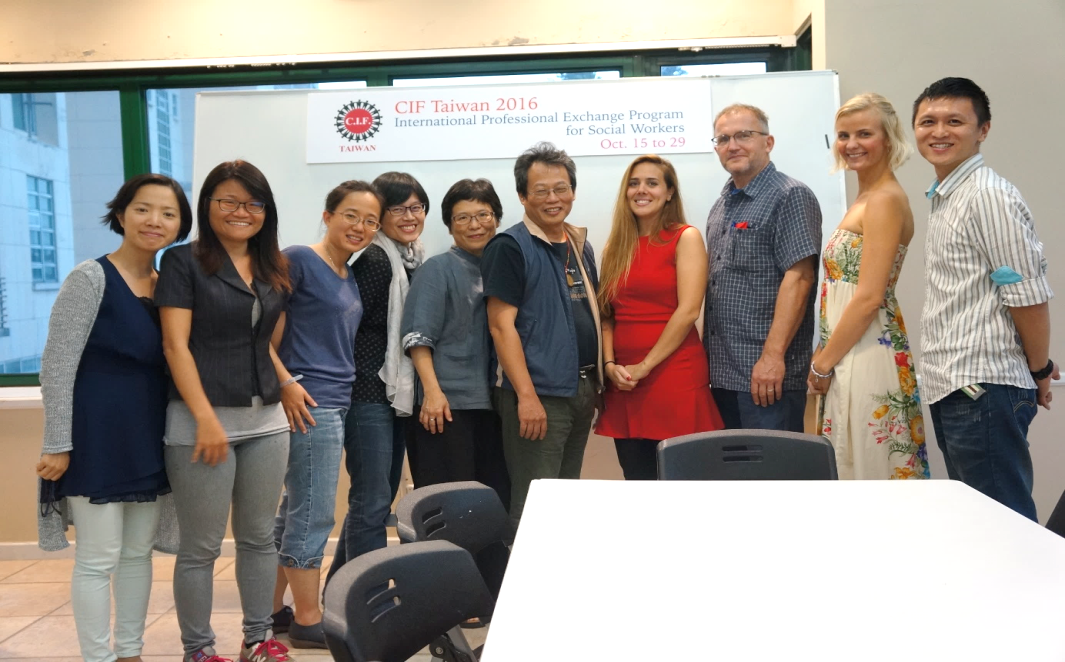 CIF Taiwan 2016
International Professional Exchange Program
for Social Workers
Oct. 15 to 29
C.I.F.
TAIWAN